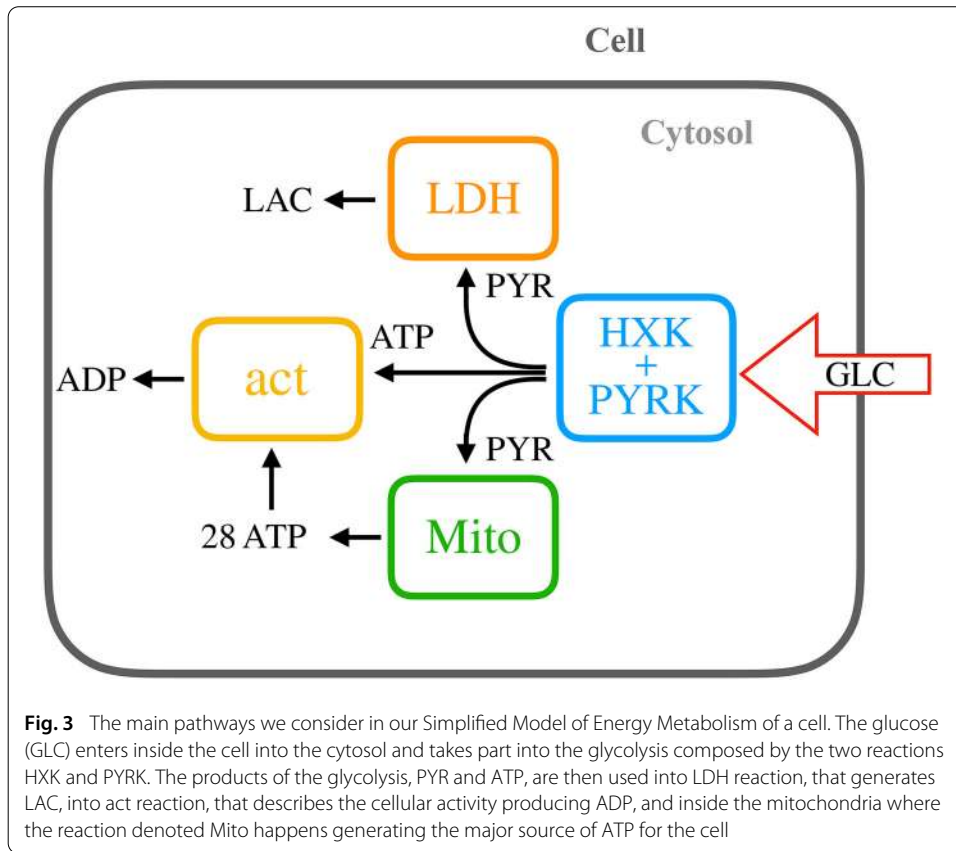 Cell
Cytosol
LAC
LDH
PYR
HXK
+
PYRK
GLC
ATP
ADP
act
PYR
28 ATP
Mito
Fig. 3 The main pathways we consider in our Simplified Model of Energy Metabolism of a cell. The glucose
(GLC) enters inside the cell into the cytosol and takes part into the glycolysis composed by the two reactions
HXK and PYRK. The products of the glycolysis, PYR and ATP, are then used into LDH reaction, that generates
LAC, into act reaction, that describes the cellular activity producing ADP, and inside the mitochondria where
the reaction denoted Mito happens generating the major source of ATP for the cell